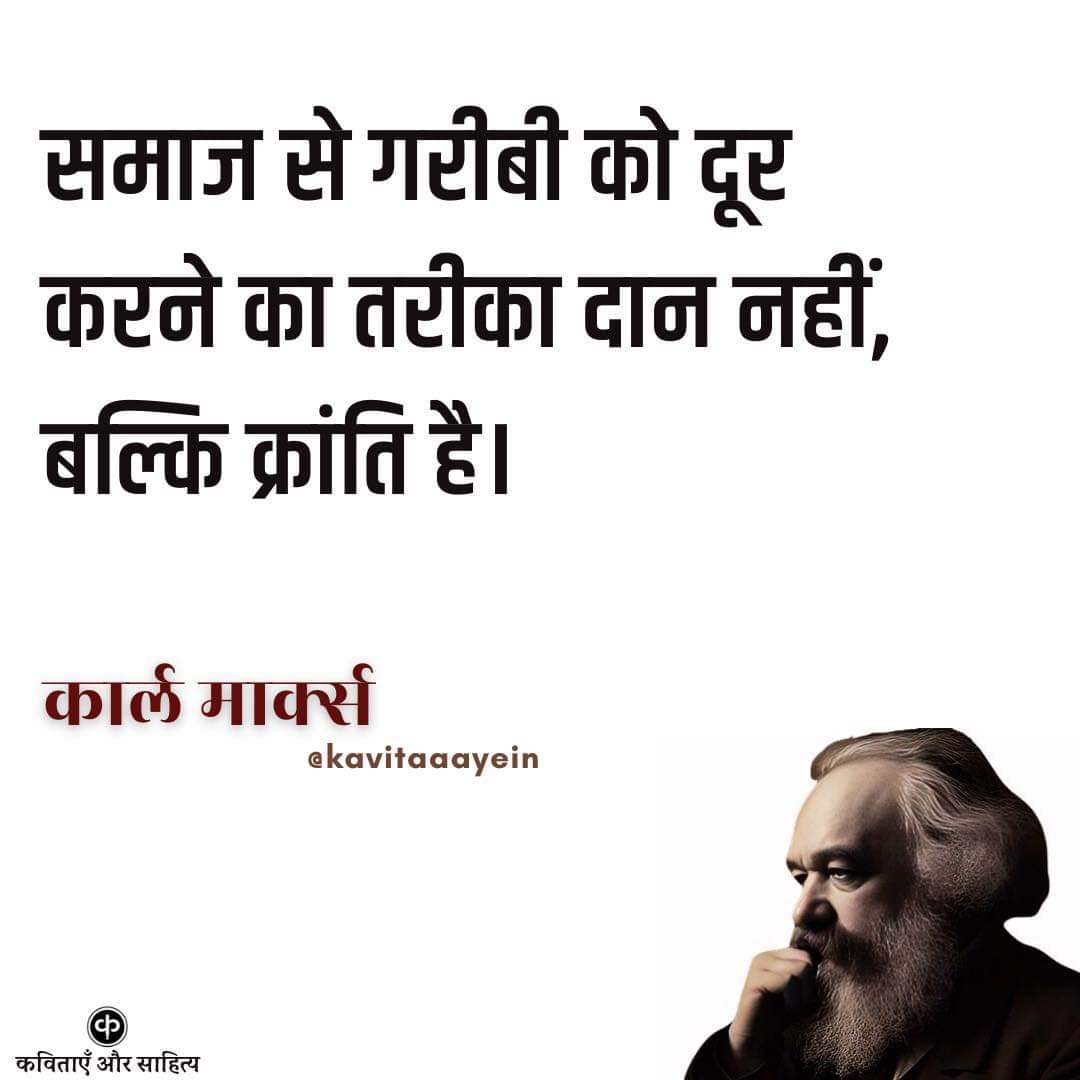 समाज से गरीबी को दूर
करने का तरीका दान नहीं,
बल्कि क्रांति है।
कार्ल मार्क्स
@kavitaaayein
क
कविताएँ और साहित्य